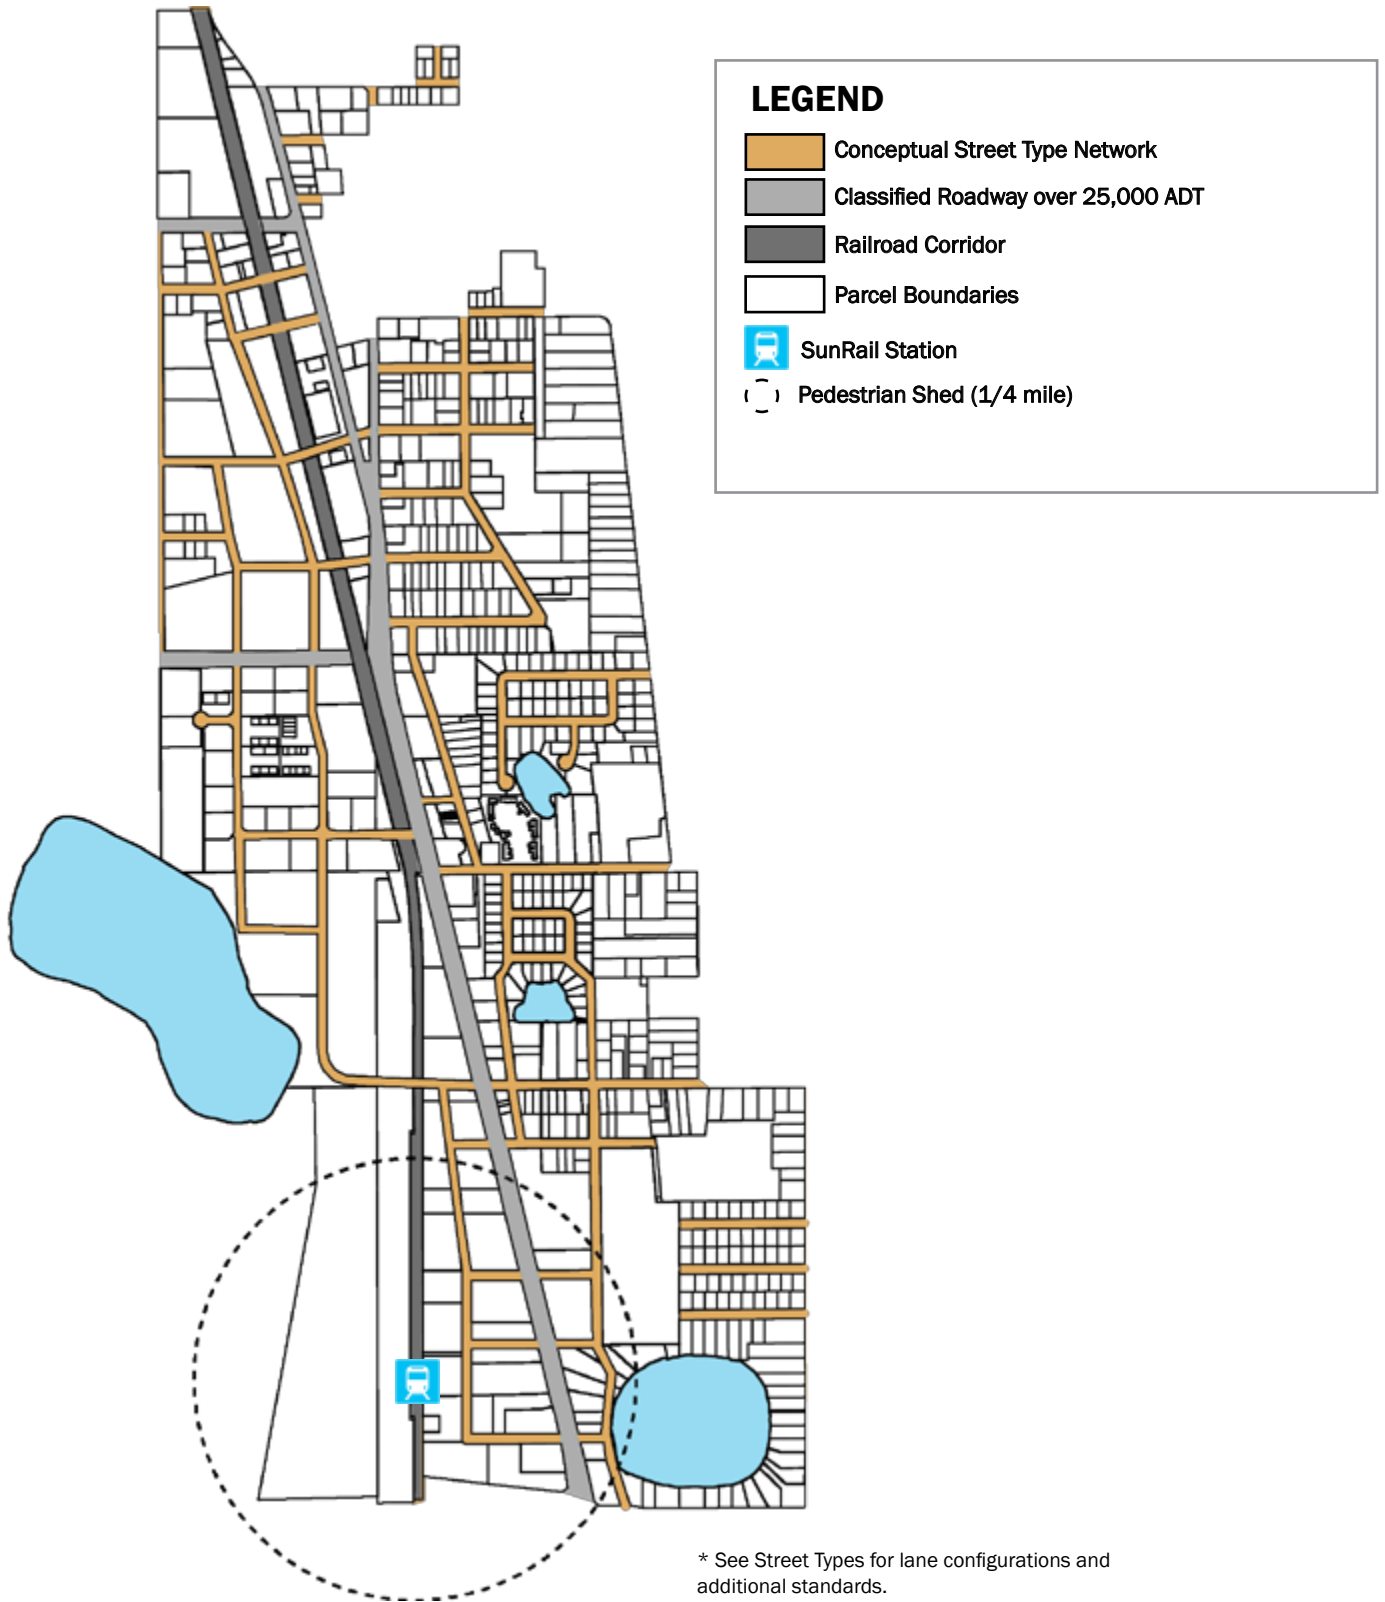 LEGEND
Conceptual Street Type Network
Classified Roadway over 25,000 ADT
Railroad Corridor
Parcel Boundaries
SunRail Station
Pedestrian Shed (1/4 mile)
* See Street Types for lane configurations and
additional standards.